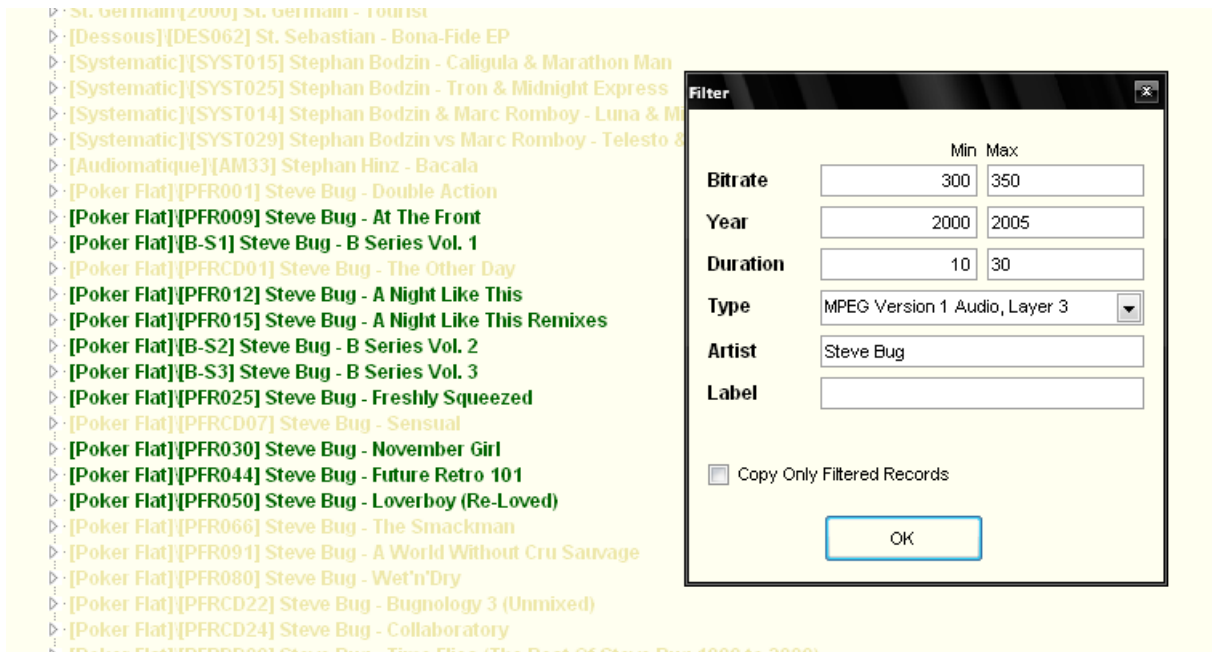 St. Germain\[2000] St. Germain - Tourist
[Dessous]\[DES062] St. Sebastian - Bona-Fide EP
[Systematic]\[SYST015] Stephan Bodzin - Caligula & Marathon Man
[Systematic]\[SYST025] Stephan Bodzin - Tron & Midnight Express
[Systematic]\[SYST014] Stephan Bodzin & Marc Romboy - Luna & Mi
[Systematic]\[SYST029] Stephan Bodzin vs Marc Romboy - Telesto &
[Audiomatique]\[AM33] Stephan Hinz - Bacala
[Poker Flat]\[PFR001] Steve Bug - Double Action
[Poker Flat]\[PFR009] Steve Bug - At The Front
[Poker Flat]\[B-S1] Steve Bug - B Series Vol. 1
[Poker Flat]\[PFRCD01] Steve Bug - The Other Day
[Poker Flat]\[PFR012] Steve Bug - A Night Like This
[Poker Flat]\[PFR015] Steve Bug - A Night Like This Remixes
[Poker Flat]\[B-S2] Steve Bug - B Series Vol. 2
[Poker Flat]\[B-S3] Steve Bug - B Series Vol. 3
[Poker Flat]\[PFR025] Steve Bug - Freshly Squeezed
[Poker Flat]\[PFRCD07] Steve Bug - Sensual
[Poker Flat]\[PFR030] Steve Bug - November Girl
[Poker Flat]\[PFR044] Steve Bug - Future Retro 101
[Poker Flat]\[PFR050] Steve Bug - Loverboy (Re-Loved)
[Poker Flat]\[PFR066] Steve Bug - The Smackman
[Poker Flat]\[PFR091] Steve Bug - A World Without Cru Sauvage
[Poker Flat]\[PFR080] Steve Bug - Wet'n'Dry
[Poker Flat]\[PFRCD22] Steve Bug - Bugnology 3 (Unmixed)
[Poker Flat]\[PFRCD24] Steve Bug - Collaboratory
Filter
Min Max
Bitrate 300 350
Year 2000 2005
Duration 10 30
Type MPEG Version 1 Audio, Layer 3
Artist Steve Bug
Label
Copy Only Filtered Records
OK